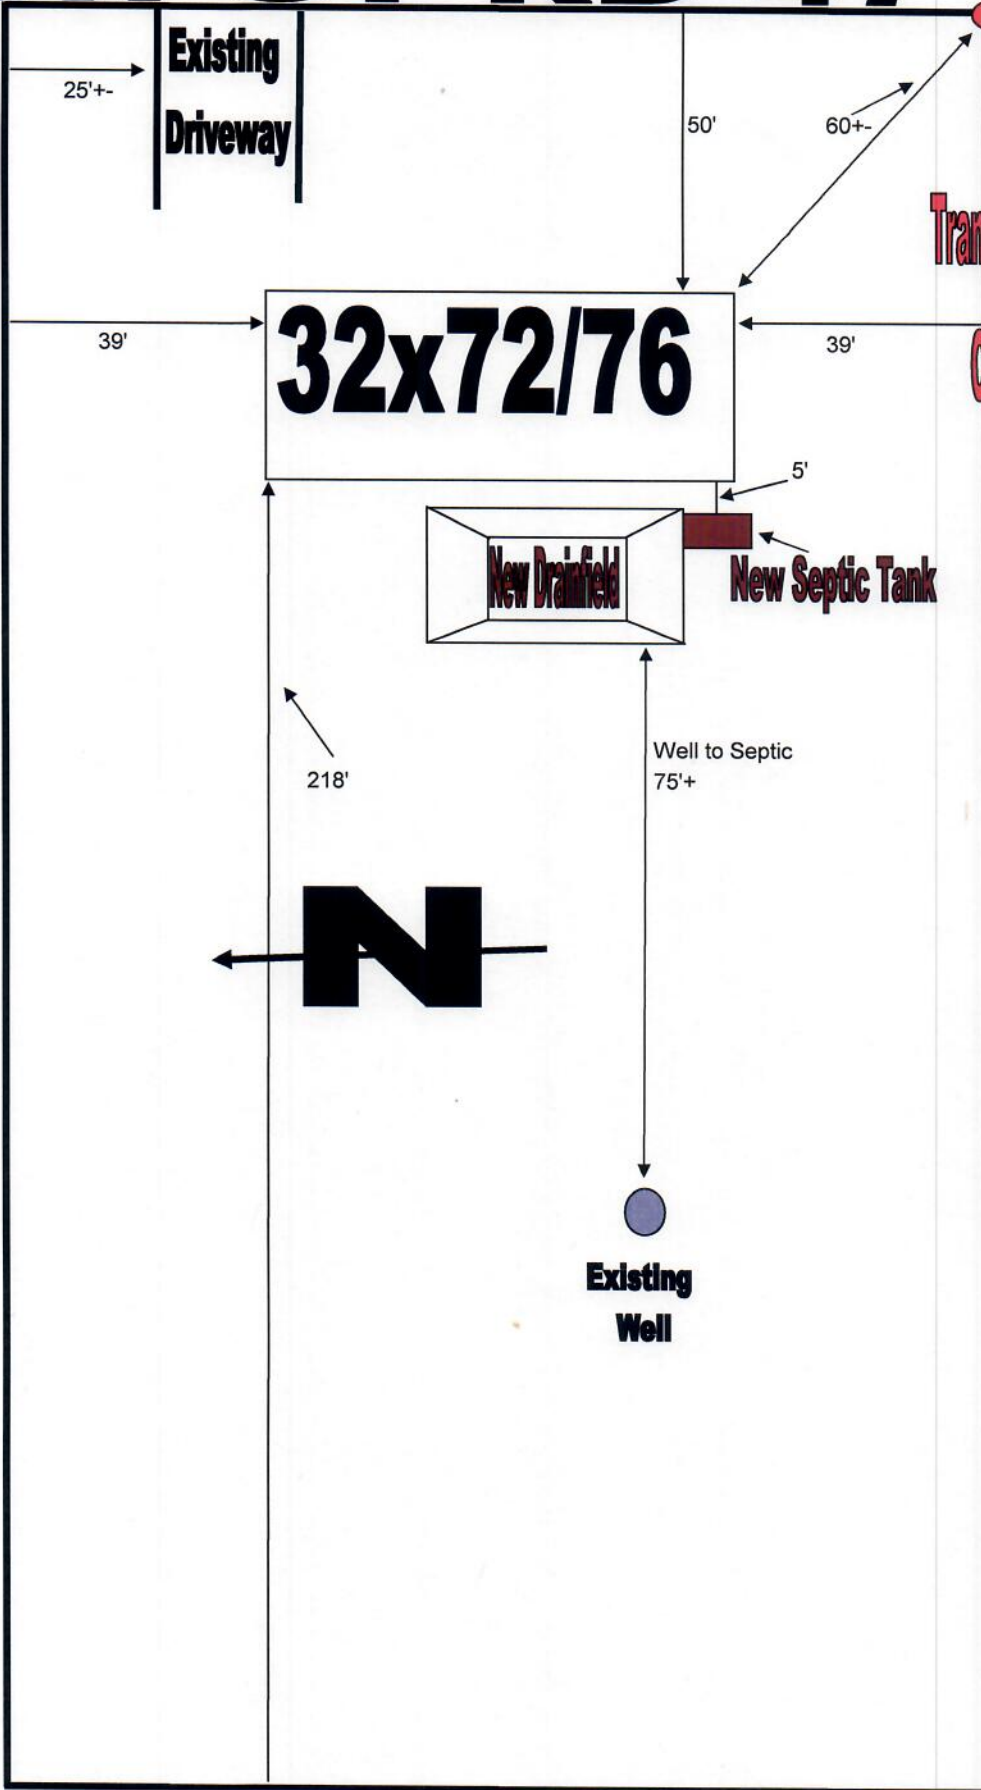 Existing
Driveway
25'+-
50'
60+-
39'
32x72/76
39'
5'
New Drainfield
New Septic Tank
Well to Septic
75'+
218'
N
Existing
Well